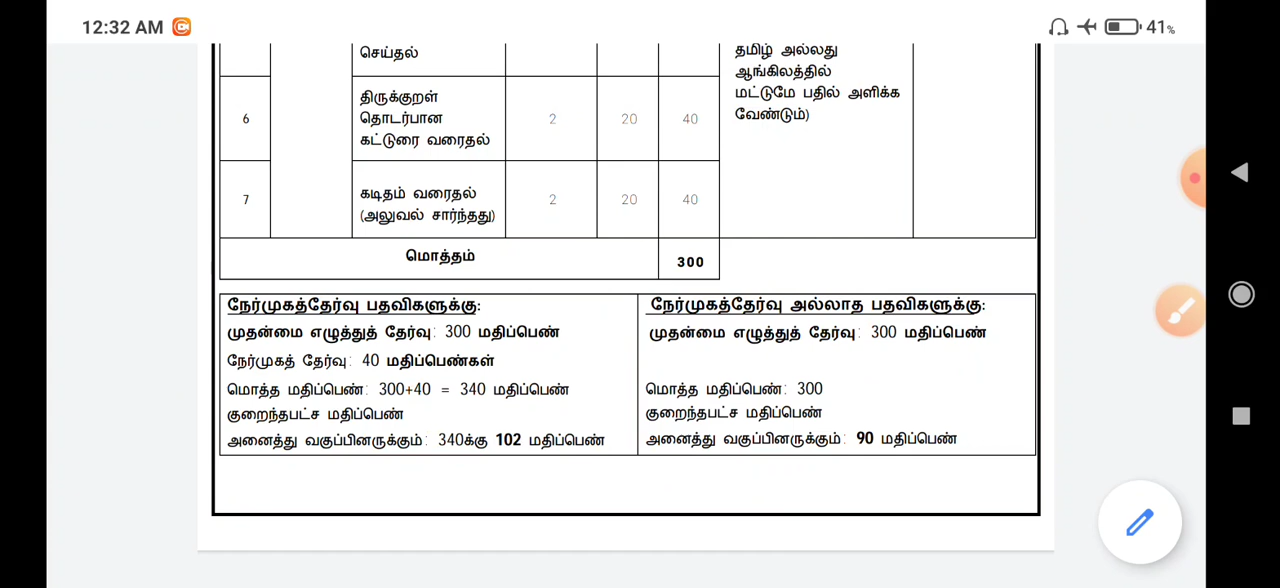 12:32 AM 41%
செய்தல்
தமிழ் அல்லது
ஆங்கிலத்தில்
மட்டுமே பதில் அளிக்க
வேண்டும்)
6 திருக்குறள் தொடர்பான கட்டுரை வரைதல் 2 20 40
7 கடிதம் வரைதல் (அலுவல் சார்ந்தது) 2 20 40
மொத்தம் 300
நேர்முகத்தேர்வு பதவிகளுக்கு:
முதன்மை எழுத்துத் தேர்வு: 300 மதிப்பெண்
நேர்முகத் தேர்வு: 40 மதிப்பெண்கள்
மொத்த மதிப்பெண்: 300+40 = 340 மதிப்பெண்
குறைந்தபட்ச மதிப்பெண்
அனைத்து வகுப்பினருக்கும்: 340க்கு 102 மதிப்பெண்
நேர்முகத்தேர்வு அல்லாத பதவிகளுக்கு:
முதன்மை எழுத்துத் தேர்வு: 300 மதிப்பெண்
மொத்த மதிப்பெண்: 300
குறைந்தபட்ச மதிப்பெண்
அனைத்து வகுப்பினருக்கும்: 90 மதிப்பெண்